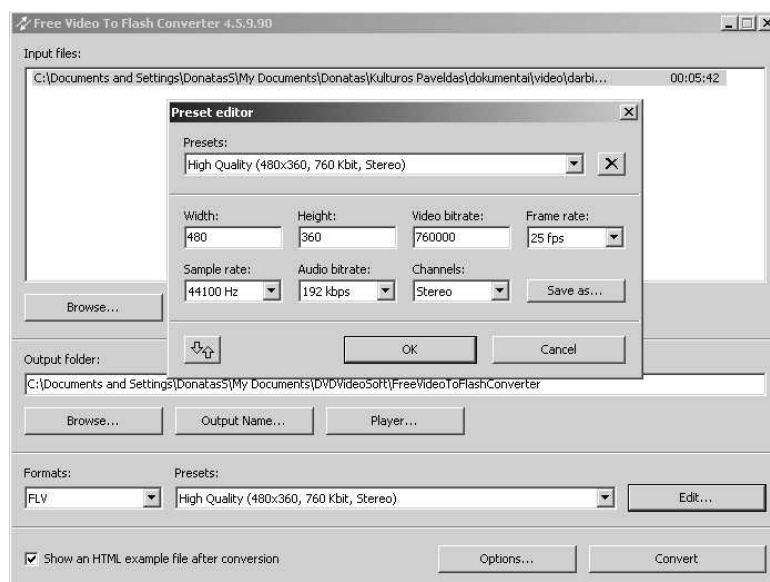 Free Video To Flash Converter 4.5.9.90
Input files:
C:\Documents and Settings\DonatasS\My Documents\Donatas\Kulturos Paveldas\dokumentai\video\darbi... 00:05:42
Preset editor
Presets:
High Quality (480x360, 760 Kbit, Stereo)
Width: Height: Video bitrate: Frame rate:
480 360 760000 25 fps
Sample rate: Audio bitrate: Channels:
44100 Hz 192 kbps Stereo Save as...
Browse...
OK Cancel
Output folder:
C:\Documents and Settings\DonatasS\My Documents\DVDVideoSoft\FreeVideoToFlashConverter
Browse... Output Name... Player...
Formats: Presets:
FLV High Quality (480x360, 760 Kbit, Stereo) Edit...
Show an HTML example file after conversion Options... Convert